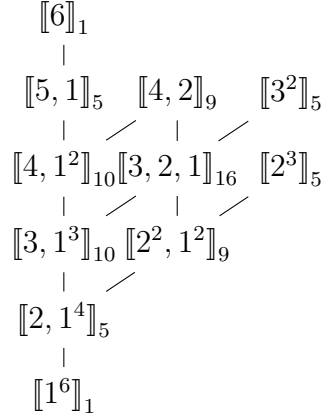 ⟦6⟧₁
⟦5, 1⟧₅ ⟦4, 2⟧₉ ⟦3²⟧₅
⟦4, 1²⟧₁₀ ⟦3, 2, 1⟧₁₆ ⟦2³⟧₅
⟦3, 1³⟧₁₀ ⟦2², 1²⟧₉
⟦2, 1⁴⟧₅
⟦1⁶⟧₁